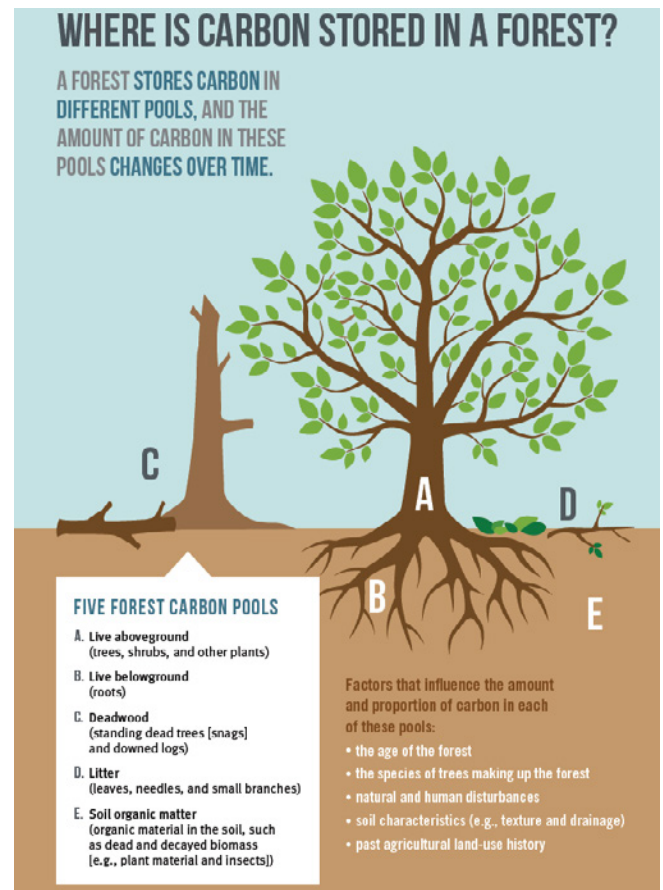 WHERE IS CARBON STORED IN A FOREST?
A FOREST STORES CARBON IN
DIFFERENT POOLS, AND THE
AMOUNT OF CARBON IN THESE
POOLS CHANGES OVER TIME.
C
A
D
B
E
FIVE FOREST CARBON POOLS
A. Live aboveground
(trees, shrubs, and other plants)
B. Live belowground
(roots)
C. Deadwood
(standing dead trees [snags]
and downed logs)
D. Litter
(leaves, needles, and small branches)
E. Soil organic matter
(organic material in the soil, such
as dead and decayed biomass
[e.g., plant material and insects])
Factors that influence the amount
and proportion of carbon in each
of these pools:
• the age of the forest
• the species of trees making up the forest
• natural and human disturbances
• soil characteristics (e.g., texture and drainage)
• past agricultural land-use history